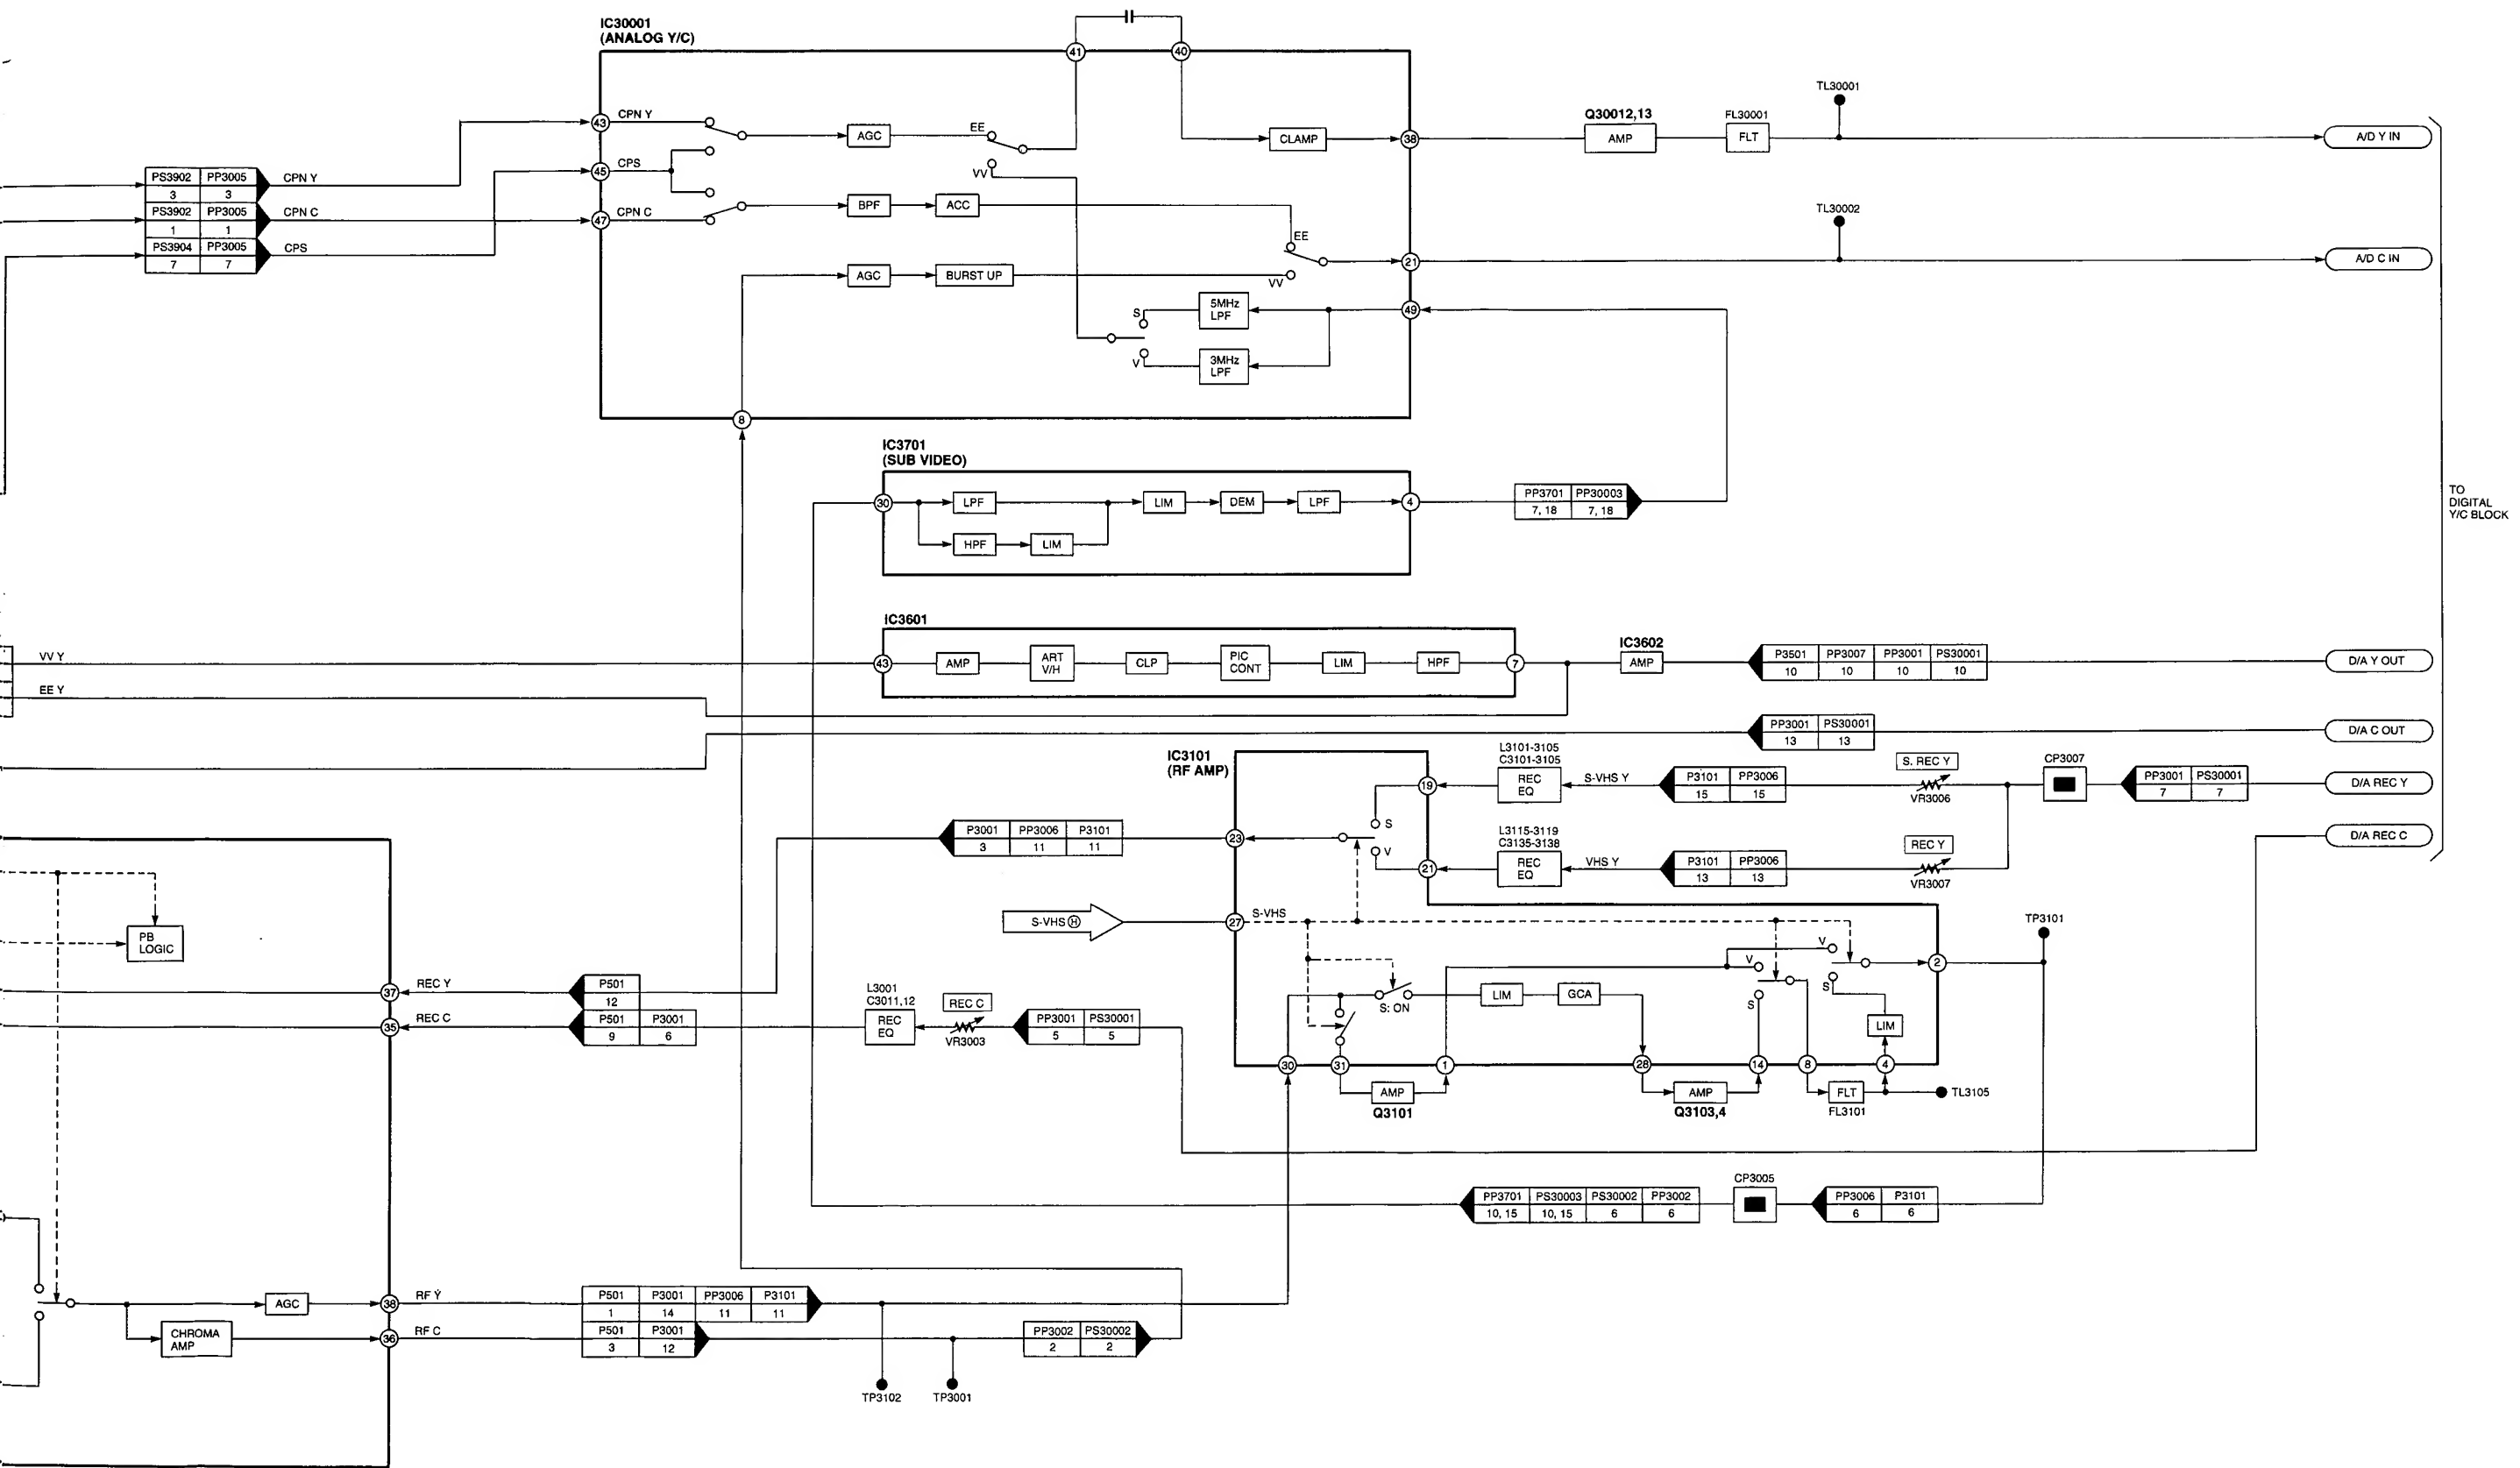 IC30001
(ANALOG Y/C)
41
40
TL30001
43
CPN Y
AGC
EE
VV
CLAMP
38
Q30012,13
AMP
FL30001
FLT
A/D Y IN
PS3902 PP3005
3 3
CPN Y
PS3902 PP3005
1 1
CPN C
PS3904 PP3005
7 7
CPS
45
CPS
47
CPN C
BPF
ACC
TL30002
EE
21
A/D C IN
AGC
BURST UP
VV
S
5MHz
LPF
49
V
3MHz
LPF
8
IC3701
(SUB VIDEO)
30
LPF
LIM
DEM
LPF
4
HPF
LIM
PP3701 PP30003
7, 18 7, 18
TO
DIGITAL
Y/C BLOCK
IC3601
VV Y
43
AMP
ART
V/H
CLP
PIC
CONT
LIM
HPF
7
IC3602
AMP
P3501 PP3007 PP3001 PS30001
10 10 10 10
D/A Y OUT
EE Y
PP3001 PS30001
13 13
D/A C OUT
IC3101
(RF AMP)
L3101-3105
C3101-3105
19
REC
EQ
S-VHS Y
P3101 PP3006
15 15
S. REC Y
VR3006
CP3007
PP3001 PS30001
7 7
D/A REC Y
S
P3001 PP3006 P3101
3 11 11
23
V
L3115-3119
C3135-3138
21
REC
EQ
VHS Y
P3101 PP3006
13 13
REC Y
VR3007
D/A REC C
PB
LOGIC
S-VHS Ⓗ
27
S-VHS
TP3101
V
V
2
S
S
37
REC Y
P501
12
35
REC C
P501 P3001
9 6
L3001
C3011,12
REC
EQ
REC C
VR3003
PP3001 PS30001
5 5
S: ON
LIM
GCA
LIM
30
31
1
28
14
8
4
AMP
Q3101
AMP
Q3103,4
FLT
FL3101
TL3105
PP3701 PS30003 PS30002 PP3002
10, 15 10, 15 6 6
CP3005
PP3006 P3101
6 6
AGC
38
RF Y
P501 P3001 PP3006 P3101
1 14 11 11
CHROMA
AMP
36
RF C
P501 P3001
3 12
PP3002 PS30002
2 2
TP3102
TP3001